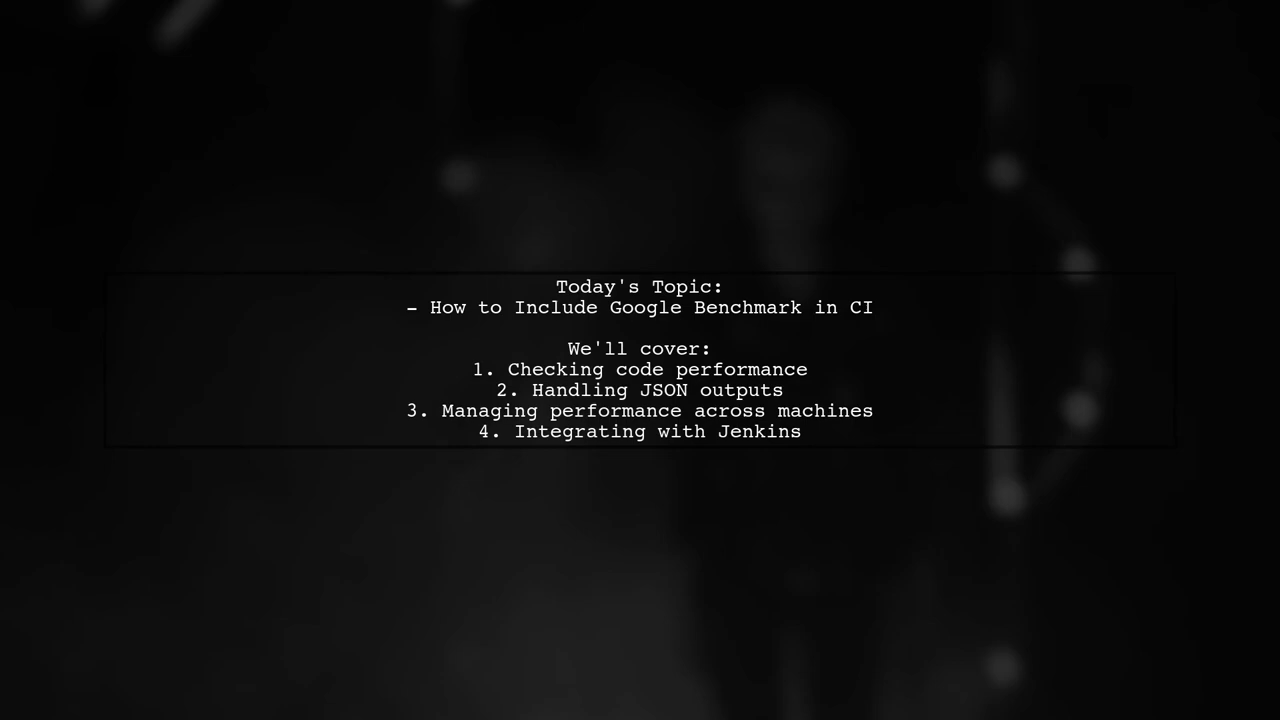 Today's Topic:
– How to Include Google Benchmark in CI
We'll cover:
1. Checking code performance
2. Handling JSON outputs
3. Managing performance across machines
4. Integrating with Jenkins